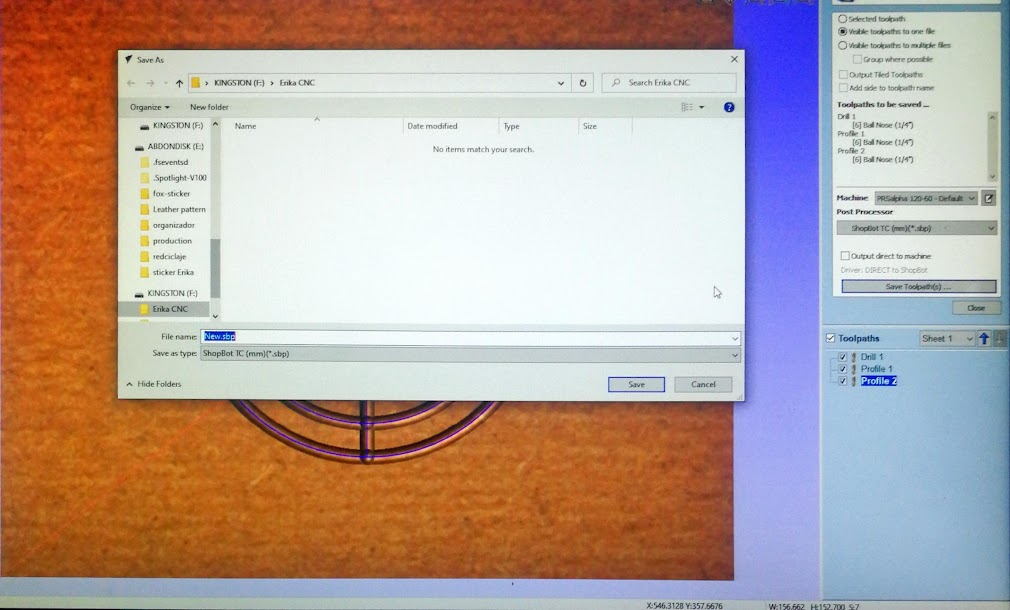 Save As
KINGSTON (F:) › Erika CNC
Search Erika CNC
Organize
New folder
KINGSTON (F:)
ABDONDISK (E:)
.fseventsd
.Spotlight-V100
fox-sticker
Leather pattern
organizador
production
redciclaje
sticker Erika
KINGSTON (F:)
Erika CNC
Name
Date modified
Type
Size
No items match your search.
File name:
New.sbp
Save as type:
ShopBot TC (mm)(*.sbp)
Hide Folders
Save
Cancel
Selected toolpath
Visible toolpaths to one file
Visible toolpaths to multiple files
Group where possible
Output Tiled Toolpaths
Add side to toolpath name
Toolpaths to be saved ...
Drill 1
[6] Ball Nose (1/4")
Profile 1
[6] Ball Nose (1/4")
Profile 2
[6] Ball Nose (1/4")
Machine
PRSalpha 120-60 - Default
Post Processor
ShopBot TC (mm)(*.sbp)
Output direct to machine
Driver: DIRECT to ShopBot
Save Toolpath(s) ...
Close
Toolpaths
Sheet 1
Drill 1
Profile 1
Profile 2
X:546.3128 Y:357.6676
W:156.662 H:152.700 S:7